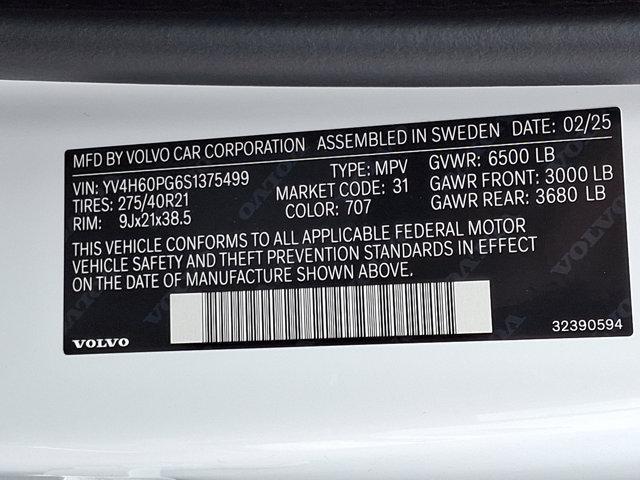 MFD BY VOLVO CAR CORPORATION ASSEMBLED IN SWEDEN DATE: 02/25
VIN: YV4H60PG6S1375499 TYPE: MPV GVWR: 6500 LB
TIRES: 275/40R21 MARKET CODE: 31 GAWR FRONT: 3000 LB
RIM: 9Jx21x38.5 COLOR: 707 GAWR REAR: 3680 LB
THIS VEHICLE CONFORMS TO ALL APPLICABLE FEDERAL MOTOR
VEHICLE SAFETY AND THEFT PREVENTION STANDARDS IN EFFECT
ON THE DATE OF MANUFACTURE SHOWN ABOVE.
VOLVO 32390594